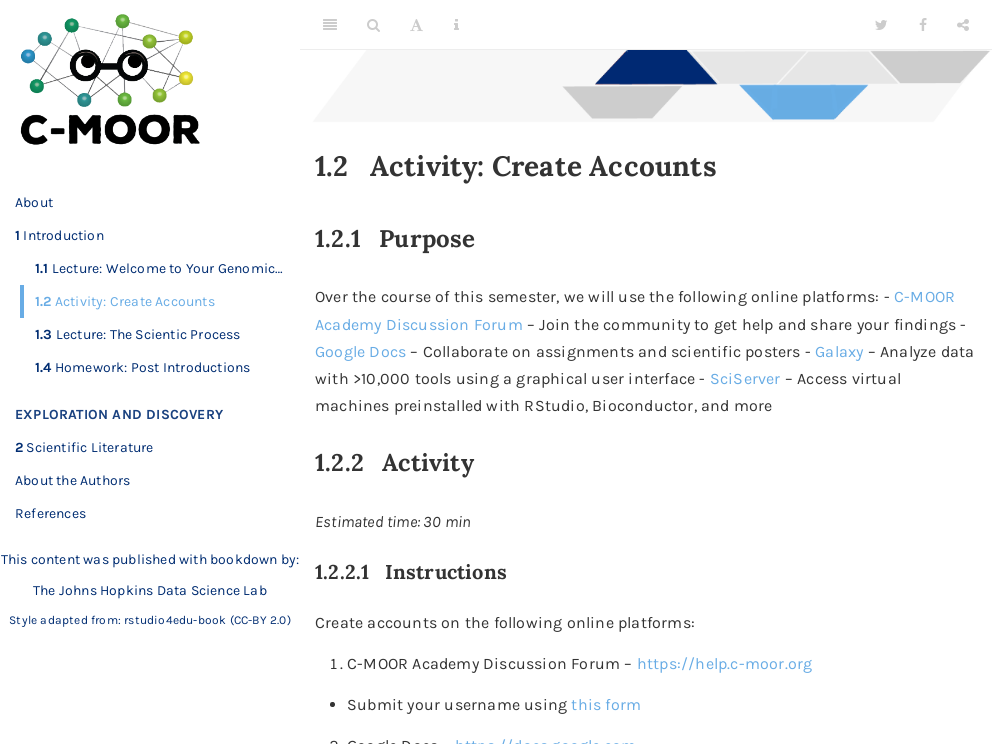 C-MOOR
About
1 Introduction
1.1 Lecture: Welcome to Your Genomic…
1.2 Activity: Create Accounts
1.3 Lecture: The Scientic Process
1.4 Homework: Post Introductions
EXPLORATION AND DISCOVERY
2 Scientific Literature
About the Authors
References
This content was published with bookdown by:
The Johns Hopkins Data Science Lab
Style adapted from: rstudio4edu-book (CC-BY 2.0)
1.2 Activity: Create Accounts
1.2.1 Purpose
Over the course of this semester, we will use the following online platforms: - C-MOOR
Academy Discussion Forum – Join the community to get help and share your findings -
Google Docs – Collaborate on assignments and scientific posters - Galaxy – Analyze data
with >10,000 tools using a graphical user interface - SciServer – Access virtual
machines preinstalled with RStudio, Bioconductor, and more
1.2.2 Activity
Estimated time: 30 min
1.2.2.1 Instructions
Create accounts on the following online platforms:
1. C-MOOR Academy Discussion Forum – https://help.c-moor.org
• Submit your username using this form
2. Google Docs – https://docs.google.com